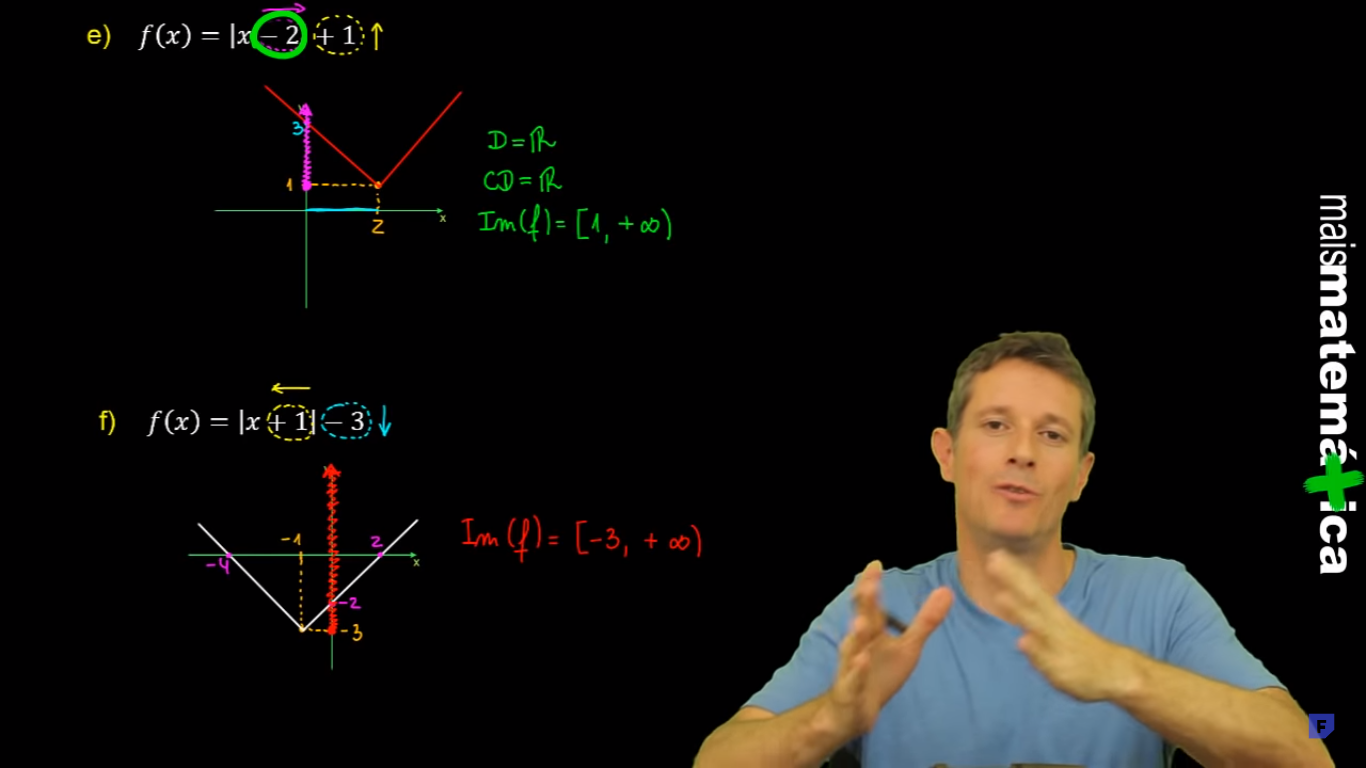 e) f(x) = |x − 2| + 1 ↑
y
3
1
2
x
D = ℝ
CD = ℝ
Im(f) = [1, +∞)
f) f(x) = |x + 1| − 3 ↓
-1
2
-4
x
-2
-3
Im(f) = [-3, +∞)
maismatemática
F